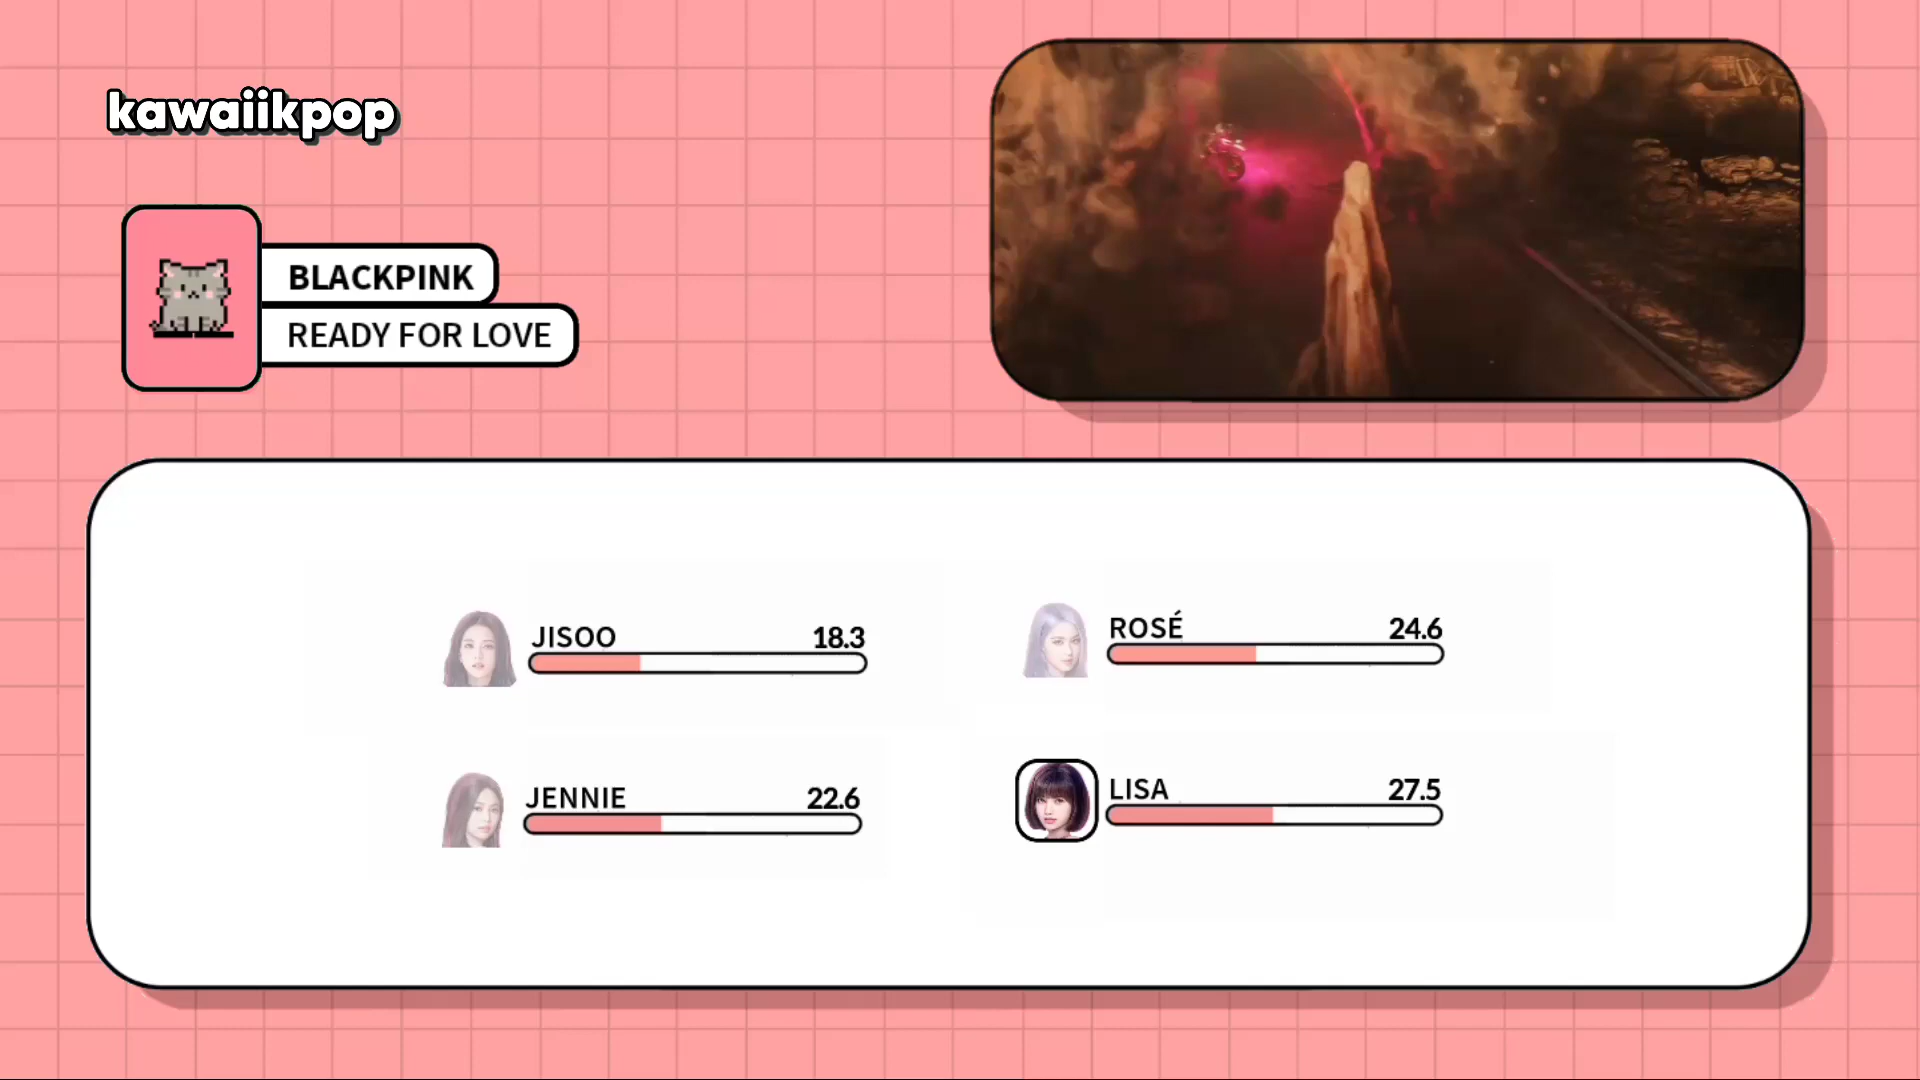 kawaiikpop
BLACKPINK
READY FOR LOVE
JISOO 18.3
ROSÉ 24.6
JENNIE 22.6
LISA 27.5